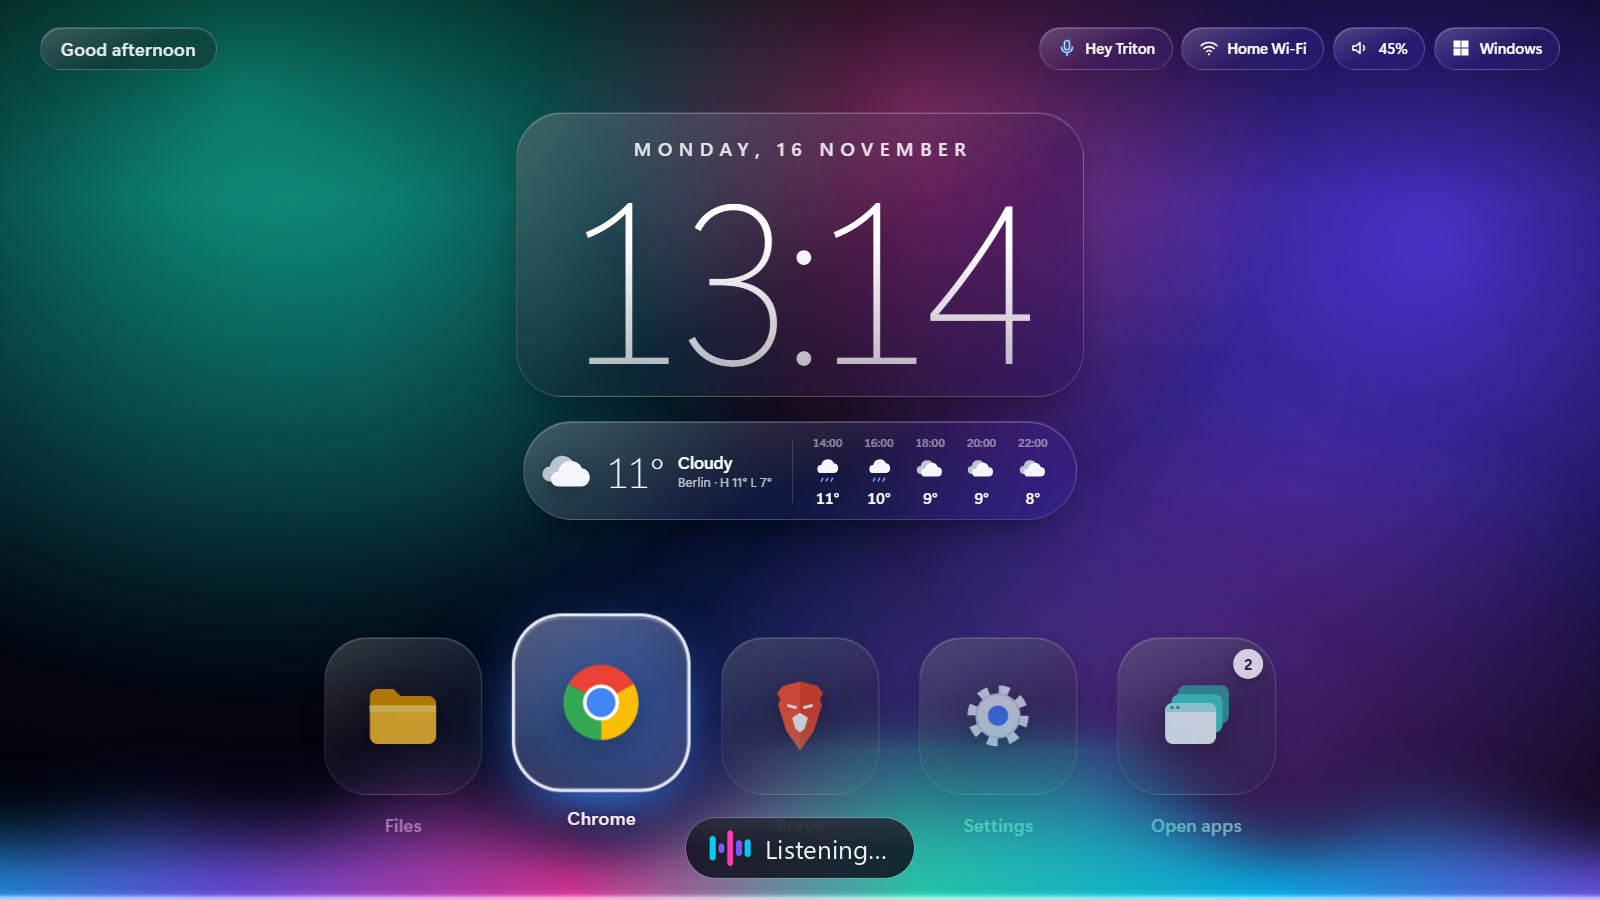 Good afternoon
Hey Triton
Home Wi-Fi
45%
Windows
MONDAY, 16 NOVEMBER
13:14
11°
Cloudy
Berlin · H 11° L 7°
14:00 16:00 18:00 20:00 22:00
11° 10° 9° 9° 8°
2
Files
Chrome
Brave
Settings
Open apps
Listening...